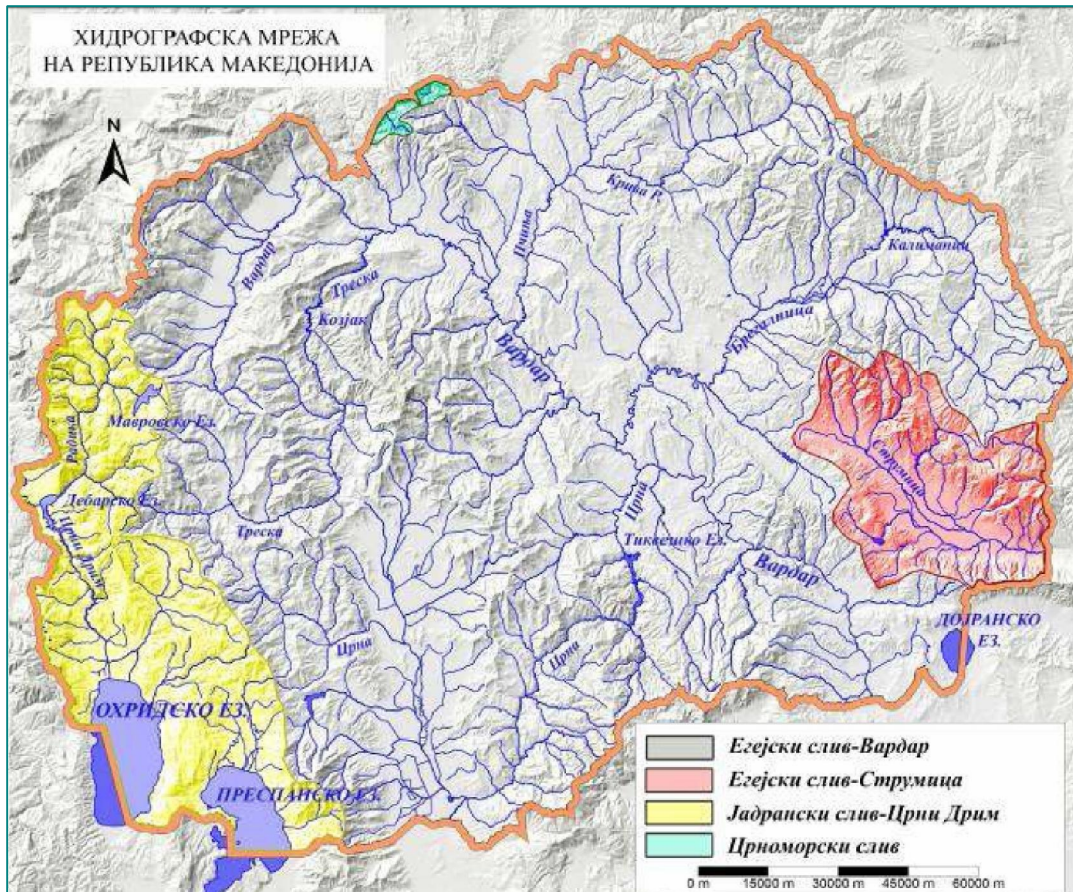 ХИДРОГРАФСКА МРЕЖА
НА РЕПУБЛИКА МАКЕДОНИЈА
N
Крива Р.
Пчиња
Калиманци
Вардар
Треска
Козјак
Вардар
Брегалница
Мавровско Ез.
Радика
Струмица
Дебарско Ез.
Црни Дрим
Треска
Црна
Тиквешко Ез.
Вардар
ДОЈРАНСКО
ЕЗ.
Црна
Црна
ОХРИДСКО ЕЗ.
ПРЕСПАНСКО ЕЗ.
Егејски слив-Вардар
Егејски слив-Струмица
Јадрански слив-Црни Дрим
Црноморски слив
0 m 15000 m 30000 m 45000 m 60000 m